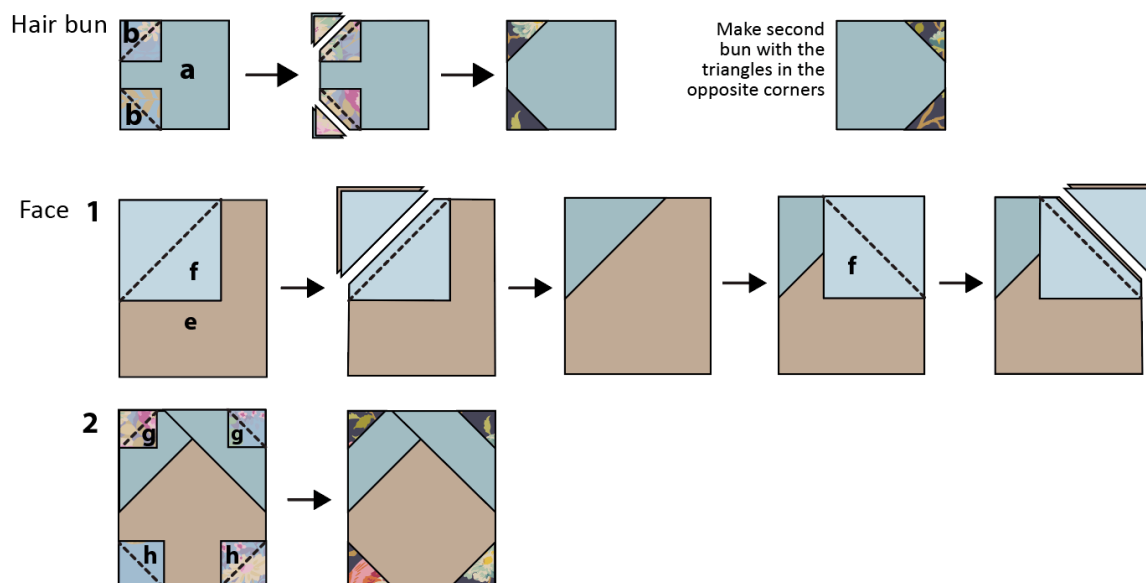 Hair bun
b
a
b
Make second
bun with the
triangles in the
opposite corners
Face 1
f
e
f
2
g
g
h
h